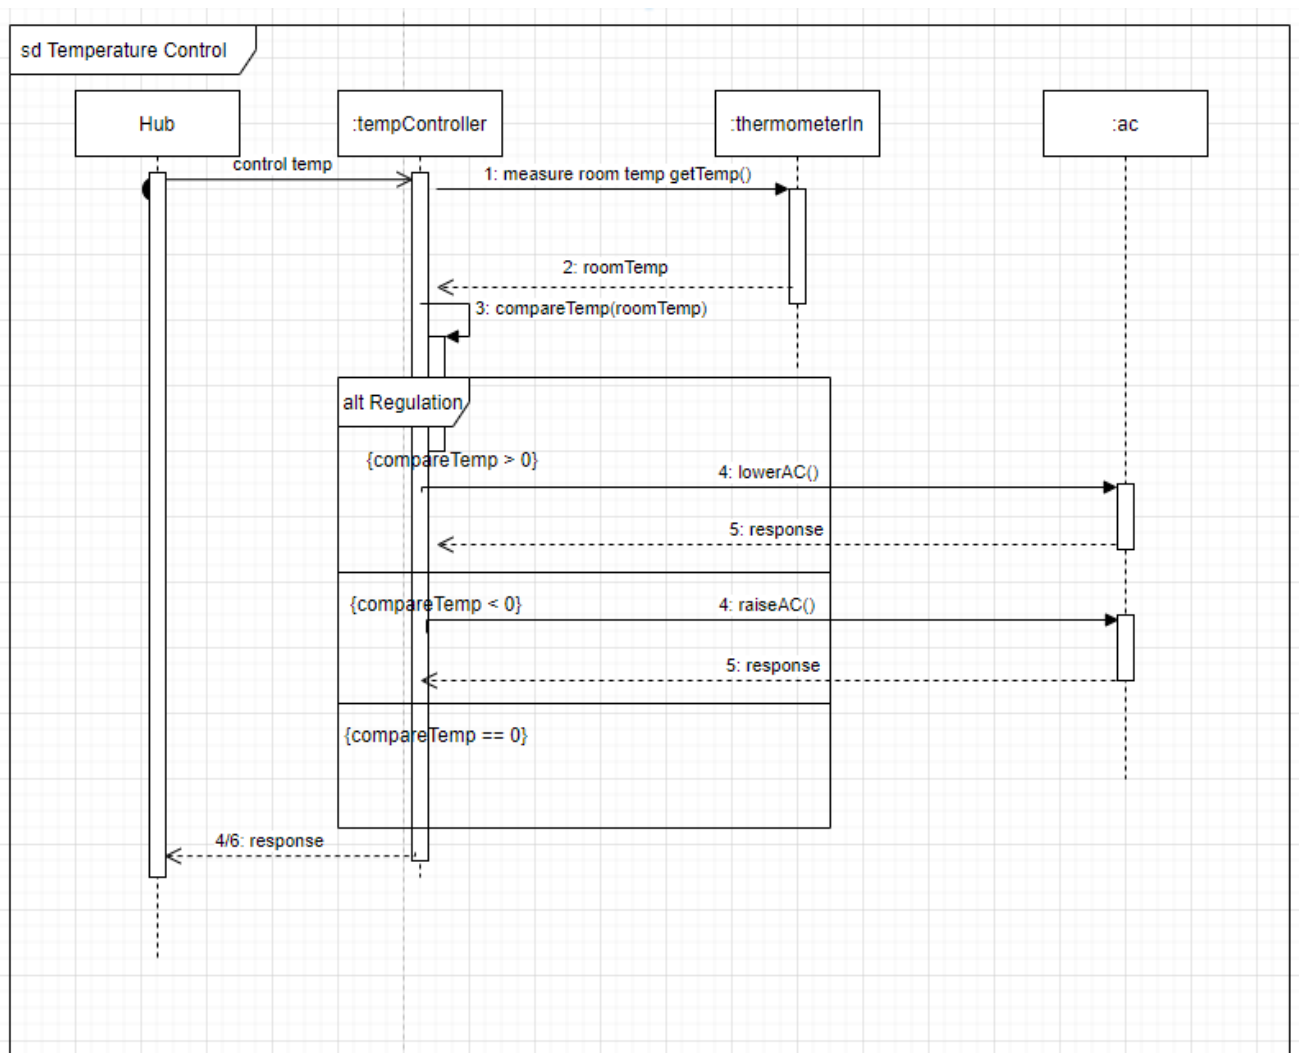 sd Temperature Control
Hub
:tempController
:thermometerIn
:ac
control temp
1: measure room temp getTemp()
2: roomTemp
3: compareTemp(roomTemp)
alt Regulation
{compareTemp > 0}
4: lowerAC()
5: response
{compareTemp < 0}
4: raiseAC()
5: response
{compareTemp == 0}
4/6: response